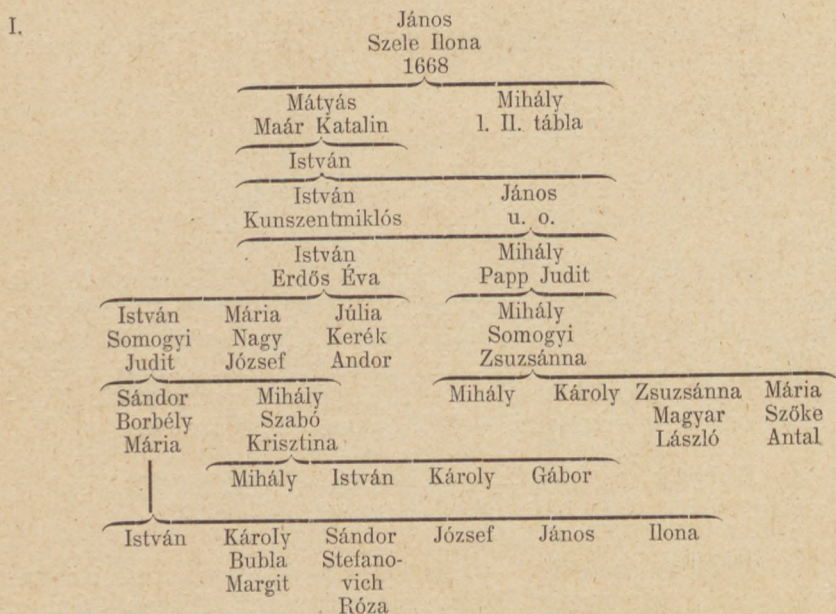 I.
János
Szele Ilona
1668
Mátyás Mihály
Maár Katalin l. II. tábla
István
István János
Kunszentmiklós u. o.
István Mihály
Erdős Éva Papp Judit
István Mária Júlia Mihály
Somogyi Nagy Kerék Somogyi
Judit József Andor Zsuzsánna
Sándor Mihály Mihály Károly Zsuzsánna Mária
Borbély Szabó Magyar Szőke
Mária Krisztina László Antal
Mihály István Károly Gábor
István Károly Sándor József János Ilona
Bubla Stefano-
Margit vich
Róza